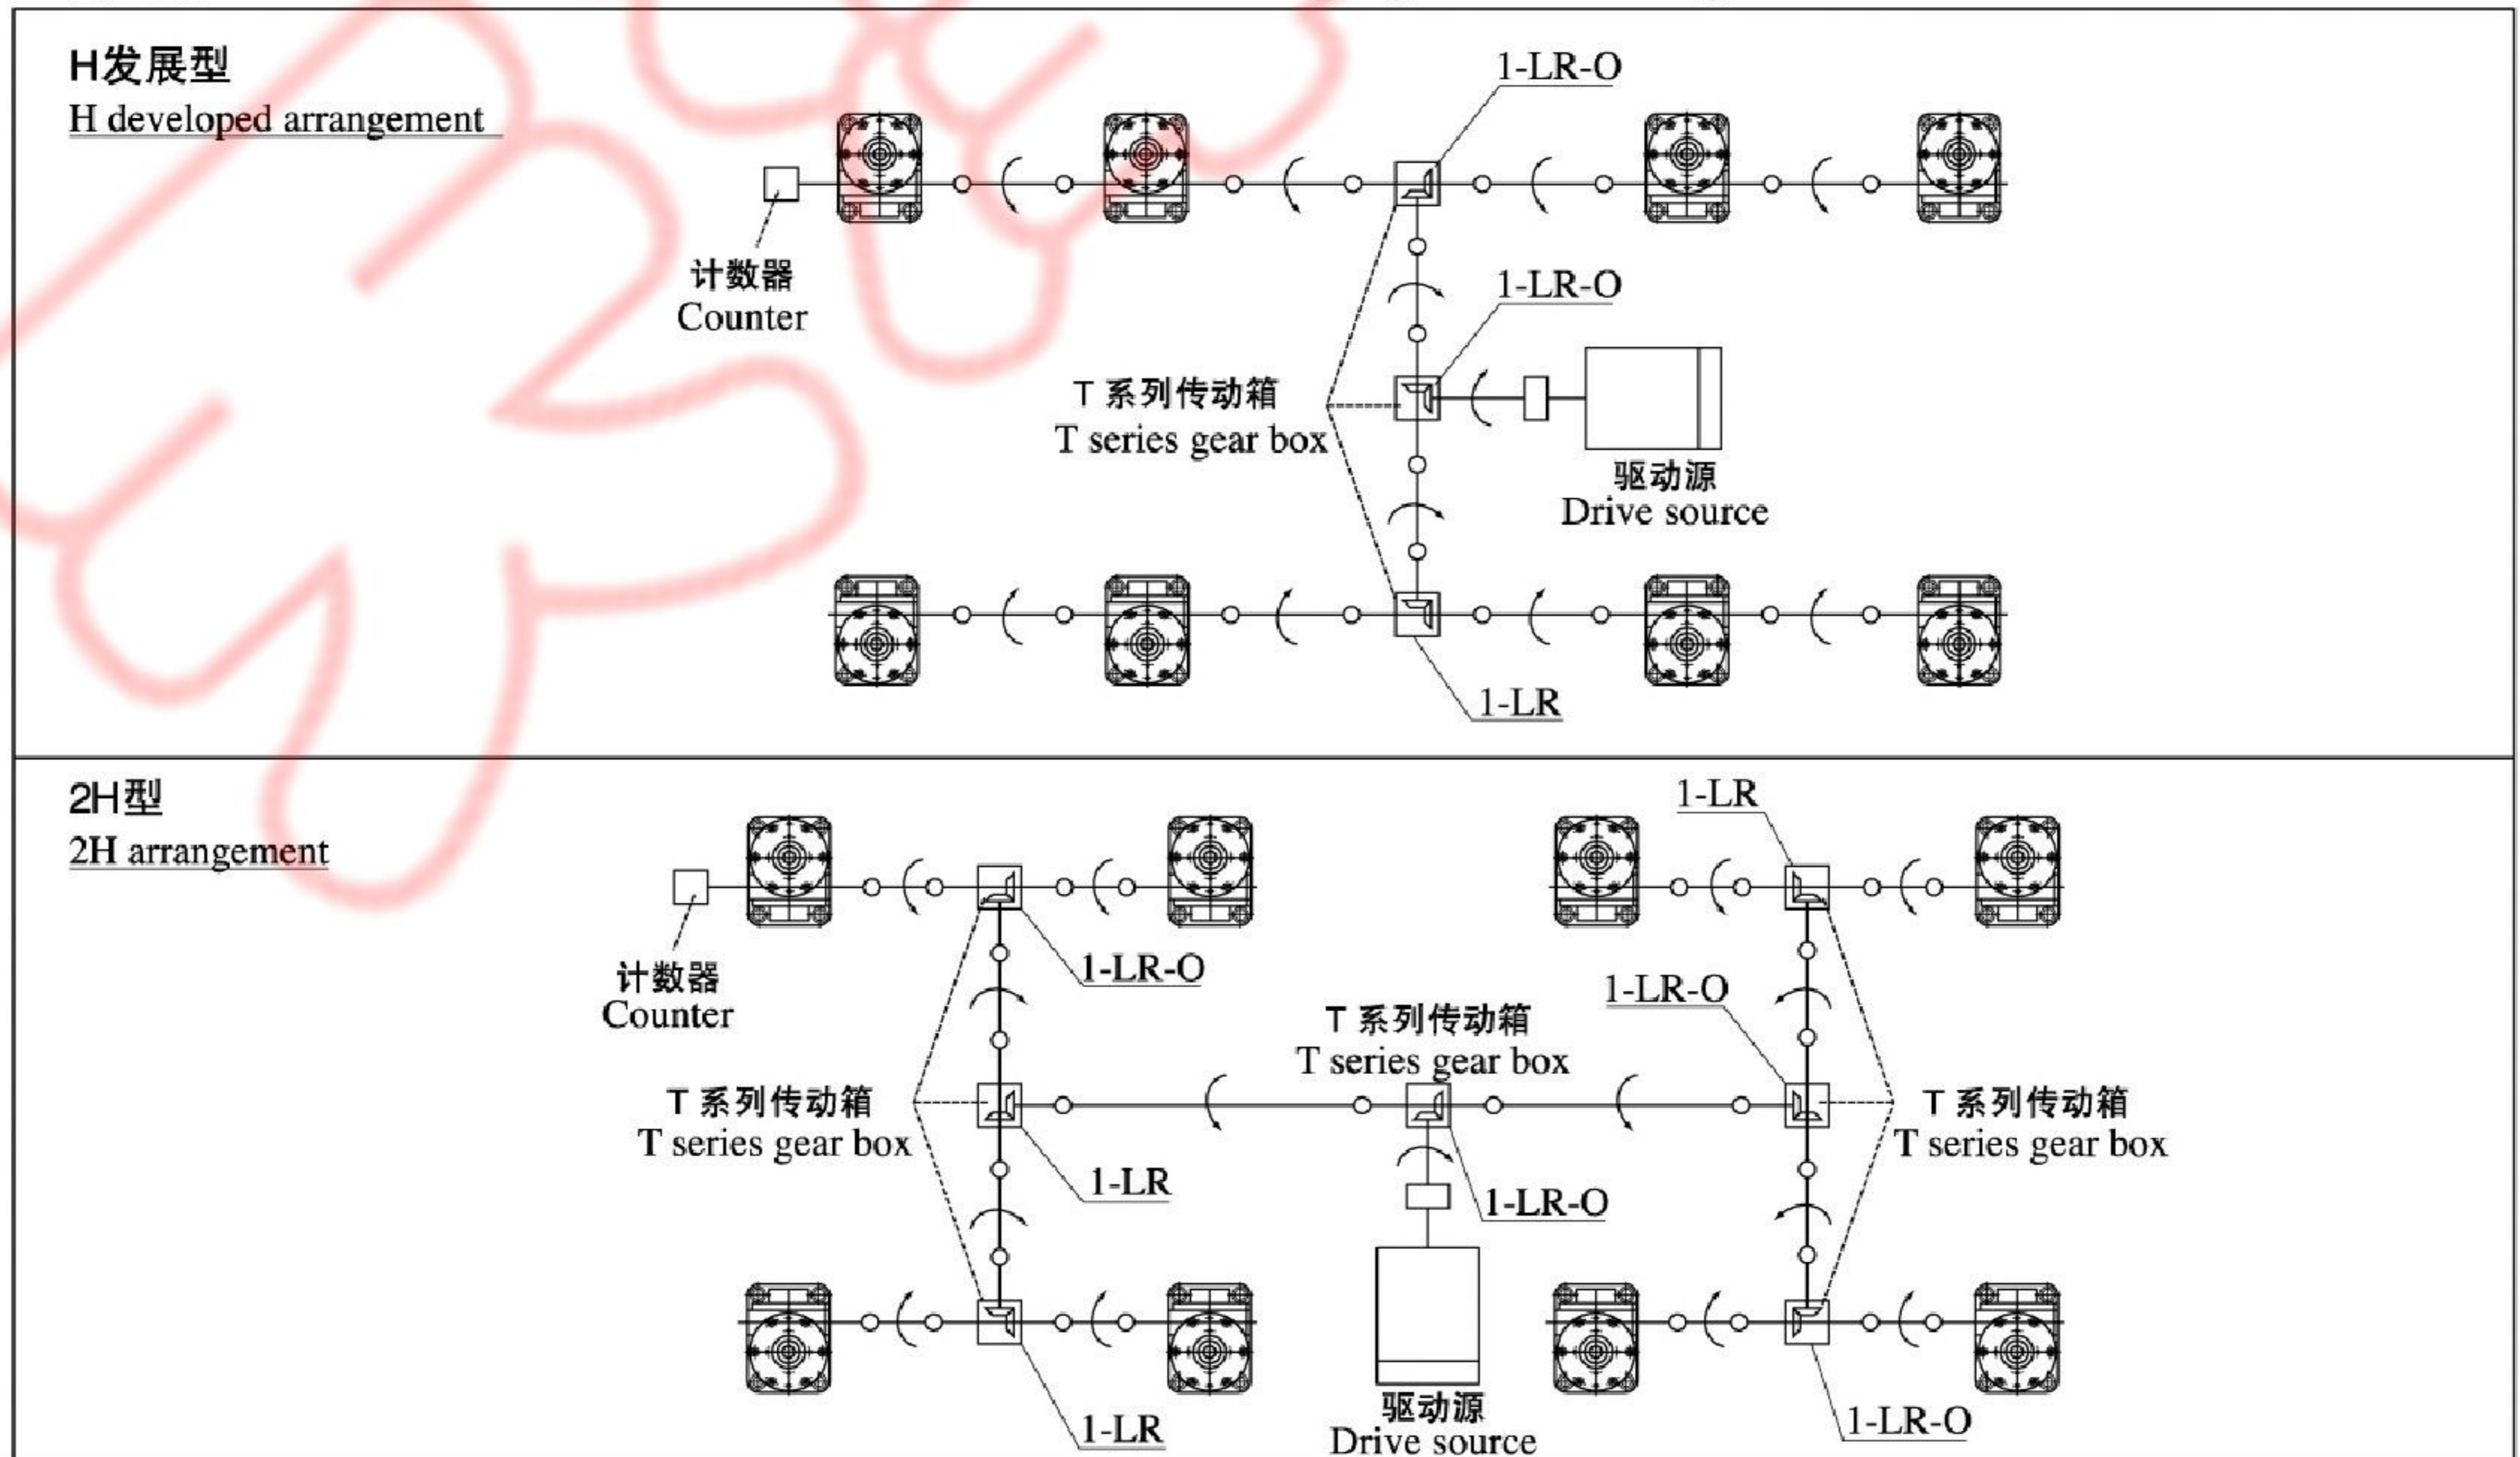 H发展型
H developed arrangement
1-LR-O
计数器
Counter
1-LR-O
T 系列传动箱
T series gear box
驱动源
Drive source
1-LR
2H型
2H arrangement
1-LR
计数器
Counter
1-LR-O
1-LR-O
T 系列传动箱
T series gear box
T 系列传动箱
T series gear box
T 系列传动箱
T series gear box
1-LR
1-LR-O
驱动源
Drive source
1-LR
1-LR-O